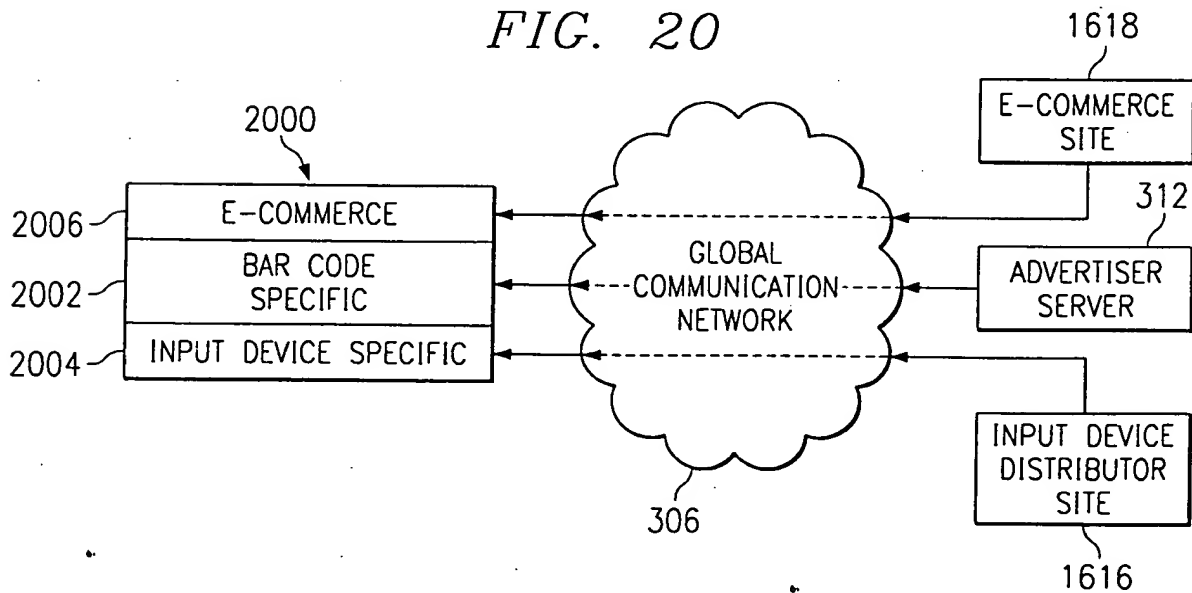 FIG. 20
1618
E-COMMERCE
SITE
2000
2006
E-COMMERCE
312
2002
BAR CODE
SPECIFIC
GLOBAL
COMMUNICATION
NETWORK
ADVERTISER
SERVER
2004
INPUT DEVICE SPECIFIC
INPUT DEVICE
DISTRIBUTOR
SITE
306
1616